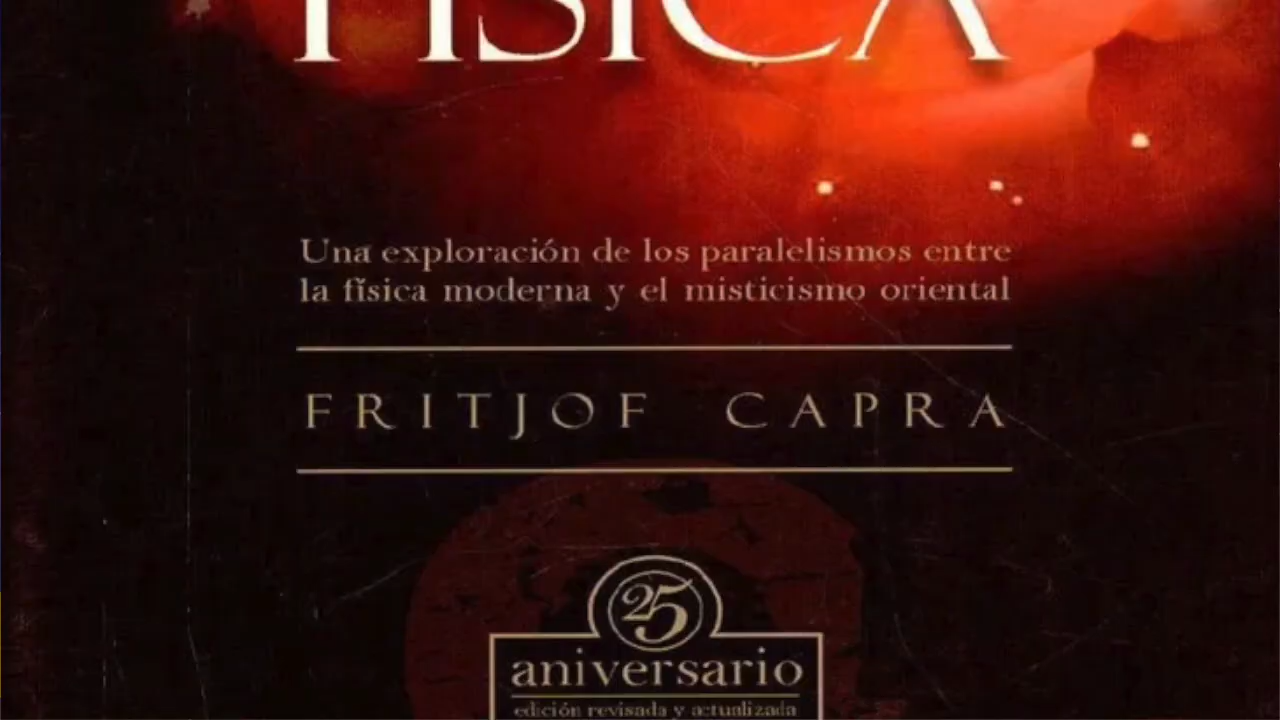 FÍSICA
Una exploración de los paralelismos entre
la física moderna y el misticismo oriental
FRITJOF CAPRA
25
aniversario
edición revisada y actualizada